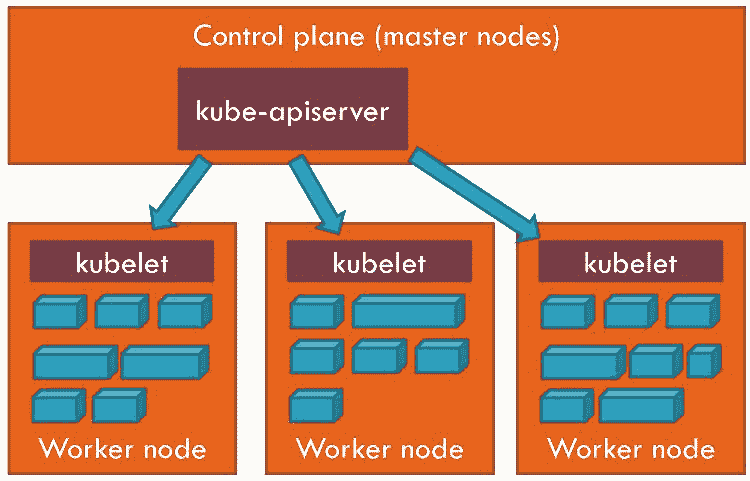 Control plane (master nodes)
kube-apiserver
kubelet
kubelet
kubelet
Worker node
Worker node
Worker node